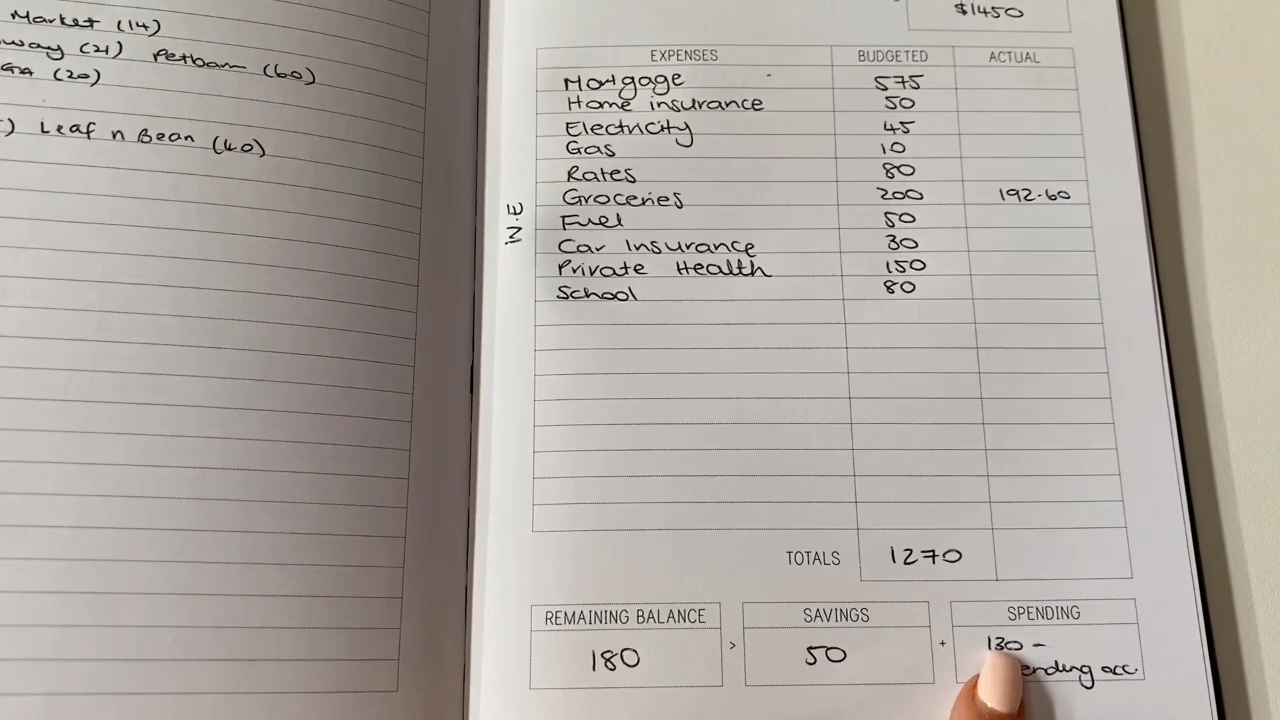 Market (14)
way (21) Petbarn (60)
GA (20)
) Leaf n Bean (40)
$1450
EXPENSES BUDGETED ACTUAL
Mortgage 575
Home insurance 50
Electricity 45
Gas 10
Rates 80
Groceries 200 192-60
W.E
Fuel 50
Car Insurance 30
Private Health 150
School 80
TOTALS 1270
REMAINING BALANCE SAVINGS SPENDING
180 > 50 + 130 -
ending acc